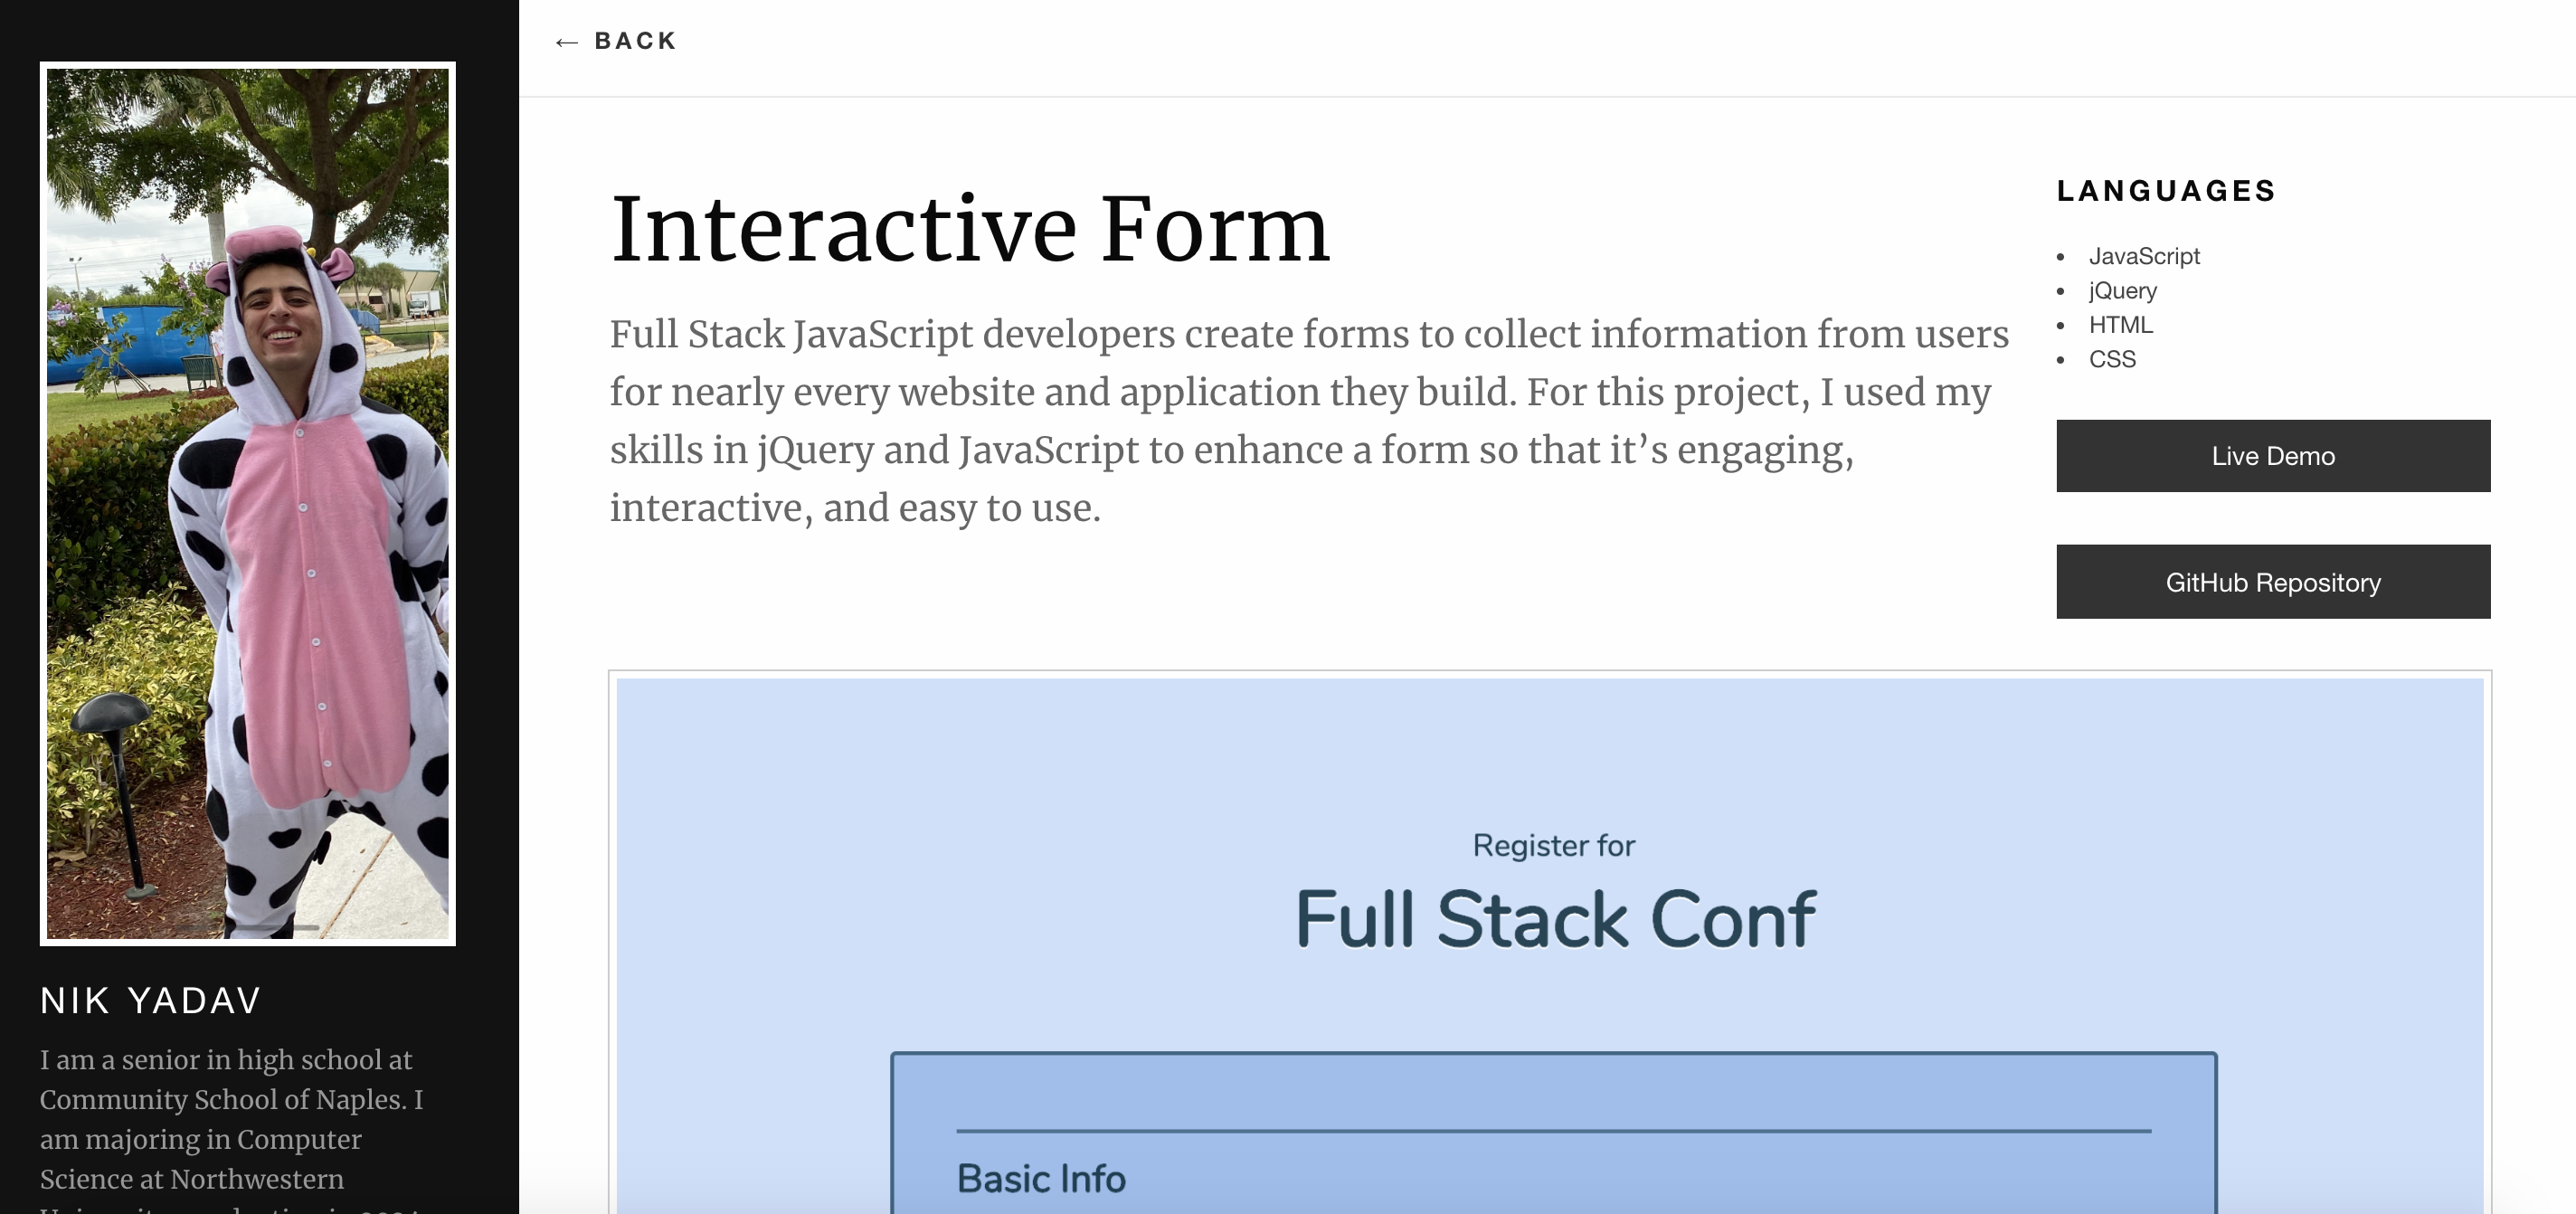 ← BACK
NIK YADAV
I am a senior in high school at
Community School of Naples. I
am majoring in Computer
Science at Northwestern
Interactive Form
Full Stack JavaScript developers create forms to collect information from users
for nearly every website and application they build. For this project, I used my
skills in jQuery and JavaScript to enhance a form so that it’s engaging,
interactive, and easy to use.
LANGUAGES
• JavaScript
• jQuery
• HTML
• CSS
Live Demo
GitHub Repository
Register for
Full Stack Conf
Basic Info